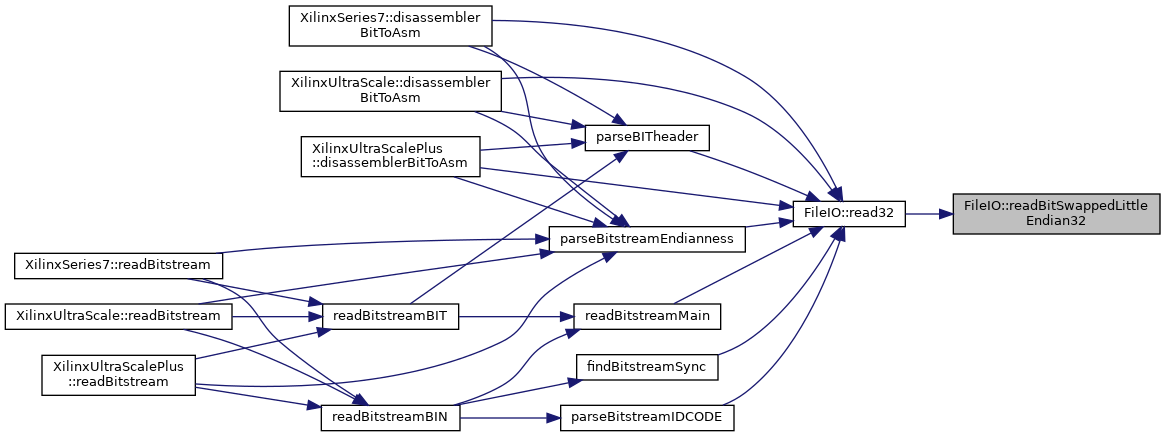 XilinxSeries7::disassembler
BitToAsm
XilinxUltraScale::disassembler
BitToAsm
parseBITheader
XilinxUltraScalePlus
::disassemblerBitToAsm
FileIO::readBitSwappedLittle
Endian32
FileIO::read32
parseBitstreamEndianness
XilinxSeries7::readBitstream
XilinxUltraScale::readBitstream
readBitstreamBIT
readBitstreamMain
XilinxUltraScalePlus
::readBitstream
findBitstreamSync
readBitstreamBIN
parseBitstreamIDCODE